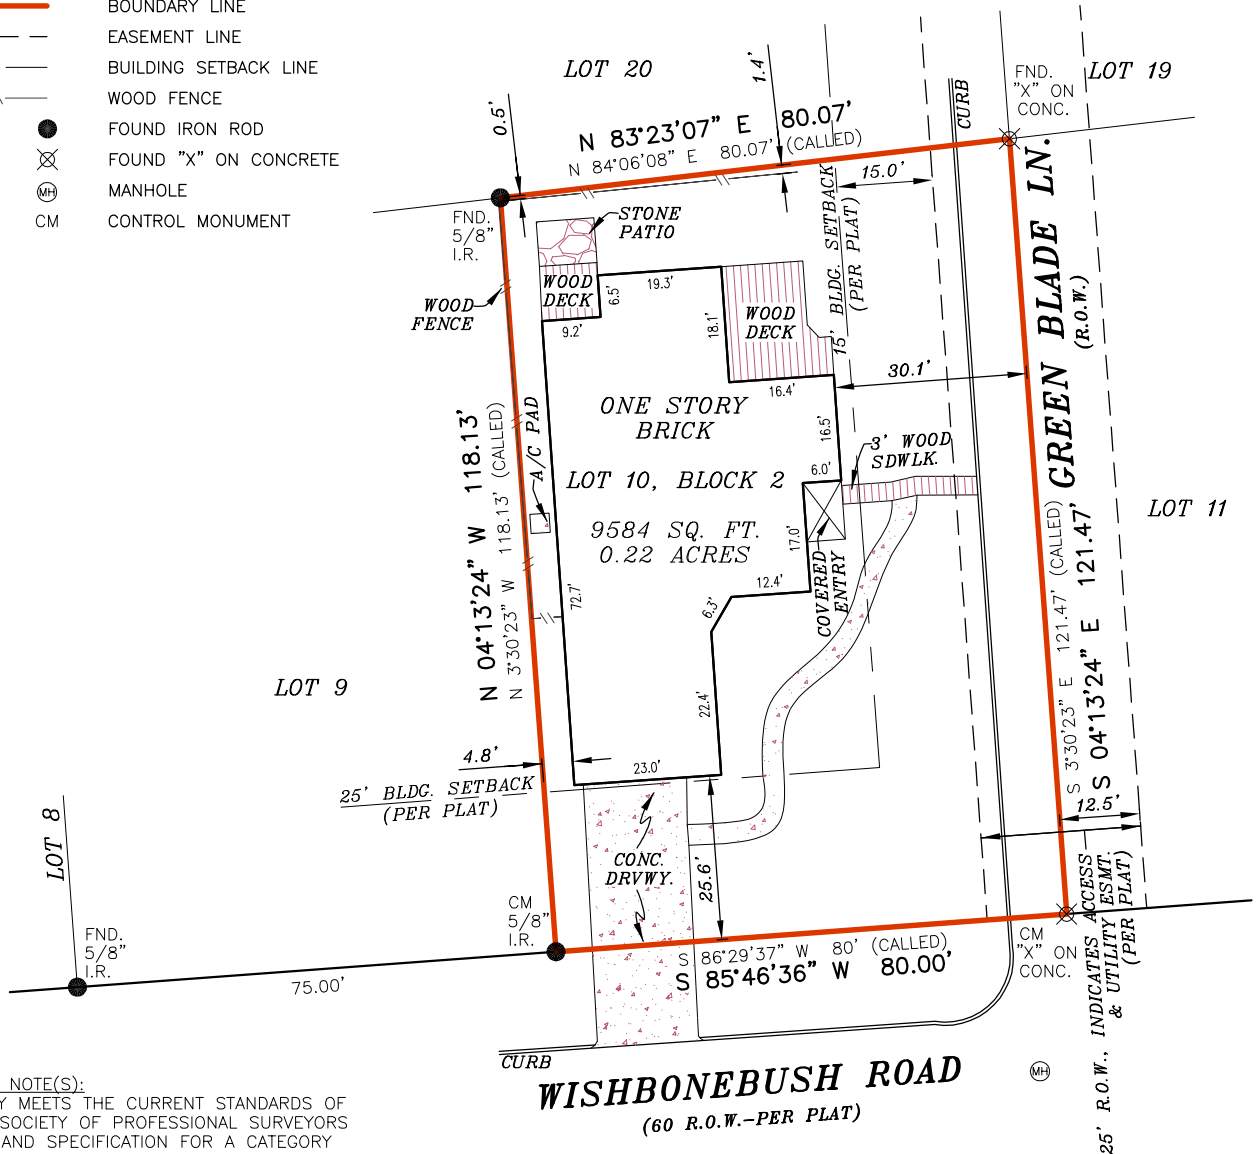 BOUNDARY LINE
EASEMENT LINE
BUILDING SETBACK LINE
WOOD FENCE
FOUND IRON ROD
FOUND "X" ON CONCRETE
MH MANHOLE
CM CONTROL MONUMENT
LOT 20
LOT 19
0.5'
1.4'
N 83°23'07" E 80.07'
N 84°06'08" E 80.07' (CALLED)
FND.
"X" ON
CONC.
CURB
15.0'
15' BLDG. SETBACK
(PER PLAT)
GREEN BLADE LN.
(R.O.W.)
FND.
5/8"
I.R.
STONE
PATIO
WOOD
DECK
6.5'
19.3'
9.2'
18.1'
WOOD
DECK
16.4'
30.1'
WOOD
FENCE
A/C PAD
ONE STORY
BRICK
LOT 10, BLOCK 2
9584 SQ. FT.
0.22 ACRES
16.5'
6.0'
3' WOOD
SDWLK.
17.0'
COVERED
ENTRY
12.4'
6.3'
72.7'
22.4'
23.0'
N 04°13'24" W 118.13'
N 3°30'23" W 118.13' (CALLED)
S 3°30'23" E 121.47' (CALLED)
S 04°13'24" E 121.47'
LOT 11
LOT 9
LOT 8
4.8'
25' BLDG. SETBACK
(PER PLAT)
12.5'
25.6'
CONC.
DRVWY.
CM
5/8"
I.R.
FND.
5/8"
I.R.
75.00'
S 86°29'37" W 80' (CALLED)
S 85°46'36" W 80.00'
CM
"X" ON
CONC.
25' R.O.W., INDICATES ACCESS
& UTILITY ESMT.
(PER PLAT)
CURB
WISHBONEBUSH ROAD
(60 R.O.W.-PER PLAT)
MH
NOTE(S):
Y MEETS THE CURRENT STANDARDS OF
SOCIETY OF PROFESSIONAL SURVEYORS
AND SPECIFICATION FOR A CATEGORY